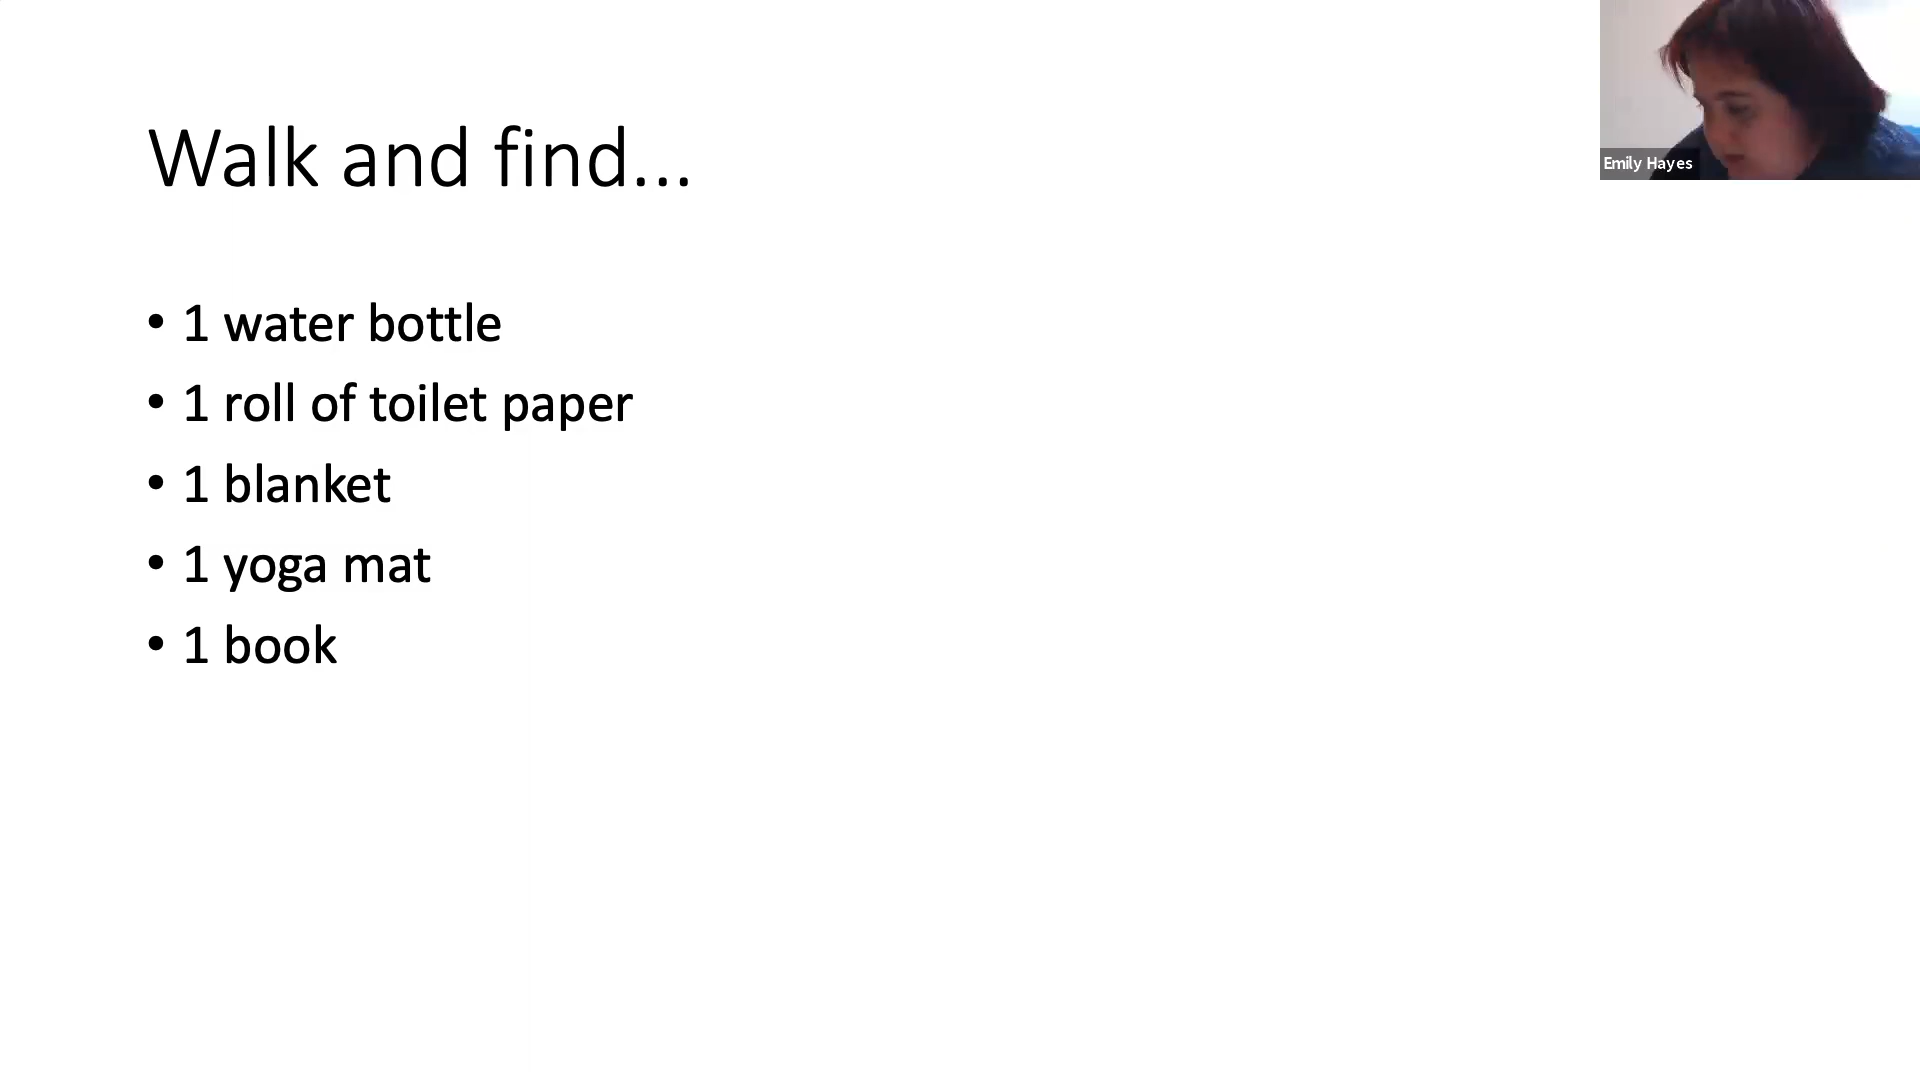 Walk and find...
• 1 water bottle
• 1 roll of toilet paper
• 1 blanket
• 1 yoga mat
• 1 book
Emily Hayes